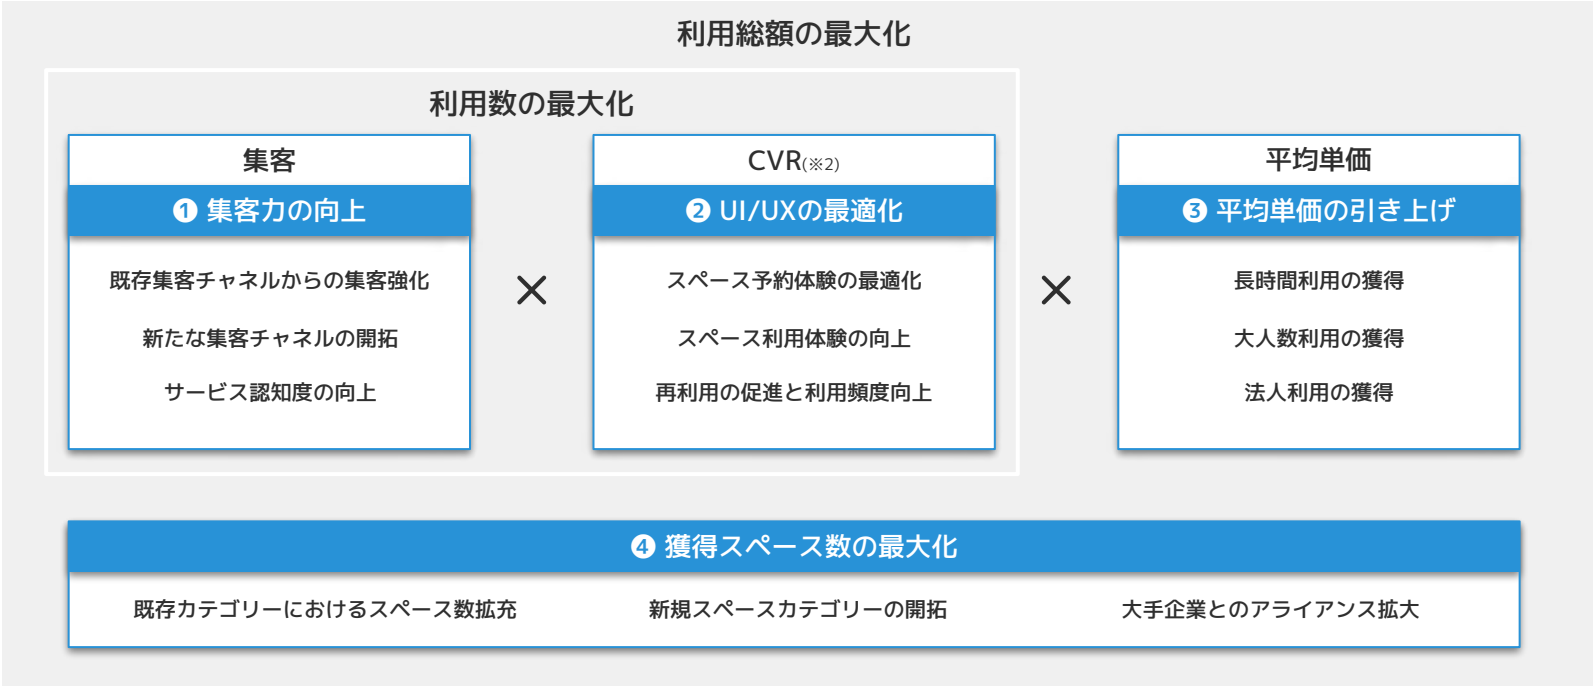 利用総額の最大化
利用数の最大化
集客
❶ 集客力の向上
既存集客チャネルからの集客強化
新たな集客チャネルの開拓
サービス認知度の向上
×
CVR(※2)
❷ UI/UXの最適化
スペース予約体験の最適化
スペース利用体験の向上
再利用の促進と利用頻度向上
×
平均単価
❸ 平均単価の引き上げ
長時間利用の獲得
大人数利用の獲得
法人利用の獲得
❹ 獲得スペース数の最大化
既存カテゴリーにおけるスペース数拡充
新規スペースカテゴリーの開拓
大手企業とのアライアンス拡大